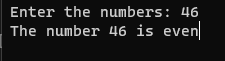 Enter the numbers: 46
The number 46 is even